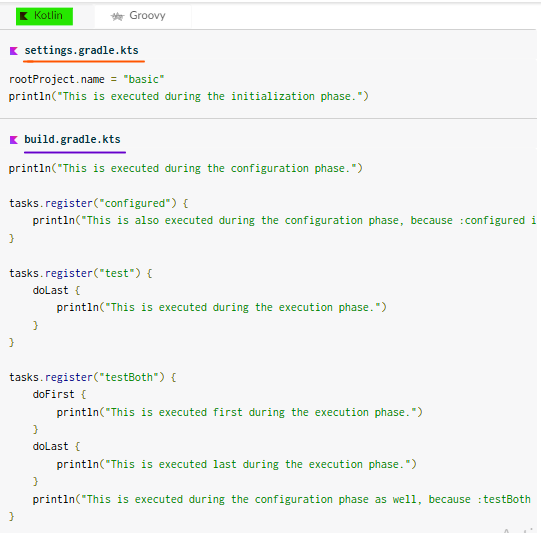 Kotlin
Groovy
settings.gradle.kts
rootProject.name = "basic"
println("This is executed during the initialization phase.")
build.gradle.kts
println("This is executed during the configuration phase.")
tasks.register("configured") {
    println("This is also executed during the configuration phase, because :configured i
}
tasks.register("test") {
    doLast {
        println("This is executed during the execution phase.")
    }
}
tasks.register("testBoth") {
    doFirst {
        println("This is executed first during the execution phase.")
    }
    doLast {
        println("This is executed last during the execution phase.")
    }
    println("This is executed during the configuration phase as well, because :testBoth
}